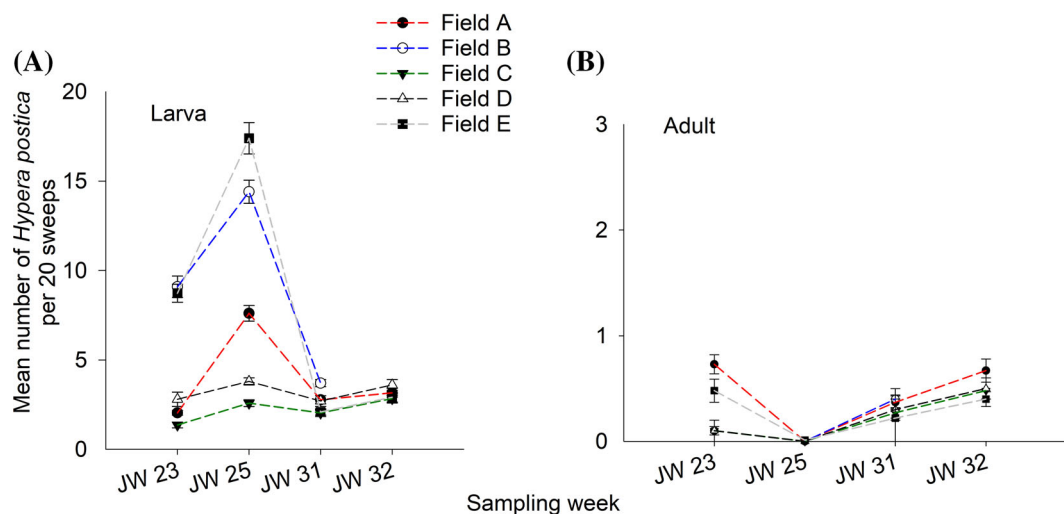 Field A
Field B
Field C
Field D
Field E
(A)
Larva
Mean number of Hypera postica
per 20 sweeps
20
15
10
5
0
JW 23
JW 25
JW 31
JW 32
(B)
Adult
3
2
1
0
JW 23
JW 25
JW 31
JW 32
Sampling week